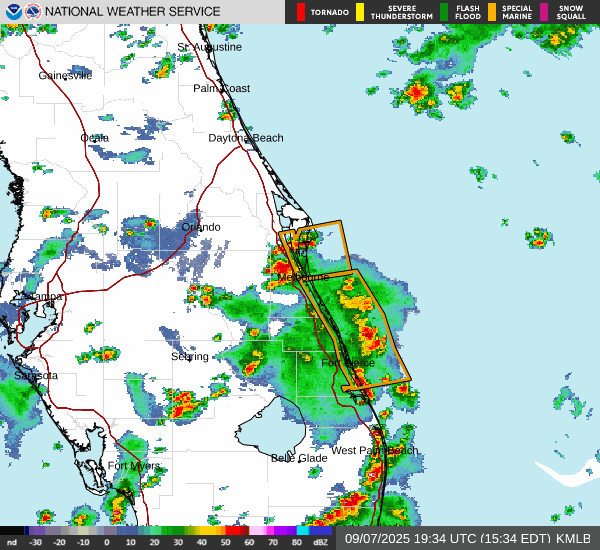 NATIONAL WEATHER SERVICE
TORNADO
SEVERE THUNDERSTORM
FLASH FLOOD
SPECIAL MARINE
SNOW SQUALL
St. Augustine
Gainesville
Palm Coast
Ocala
Daytona Beach
Orlando
Melbourne
Tampa
Sebring
Fort Pierce
Sarasota
West Palm Beach
Belle Glade
Fort Myers
nd -30 -20 -10 0 10 20 30 40 50 60 70 80 dBZ
09/07/2025 19:34 UTC (15:34 EDT) KMLB